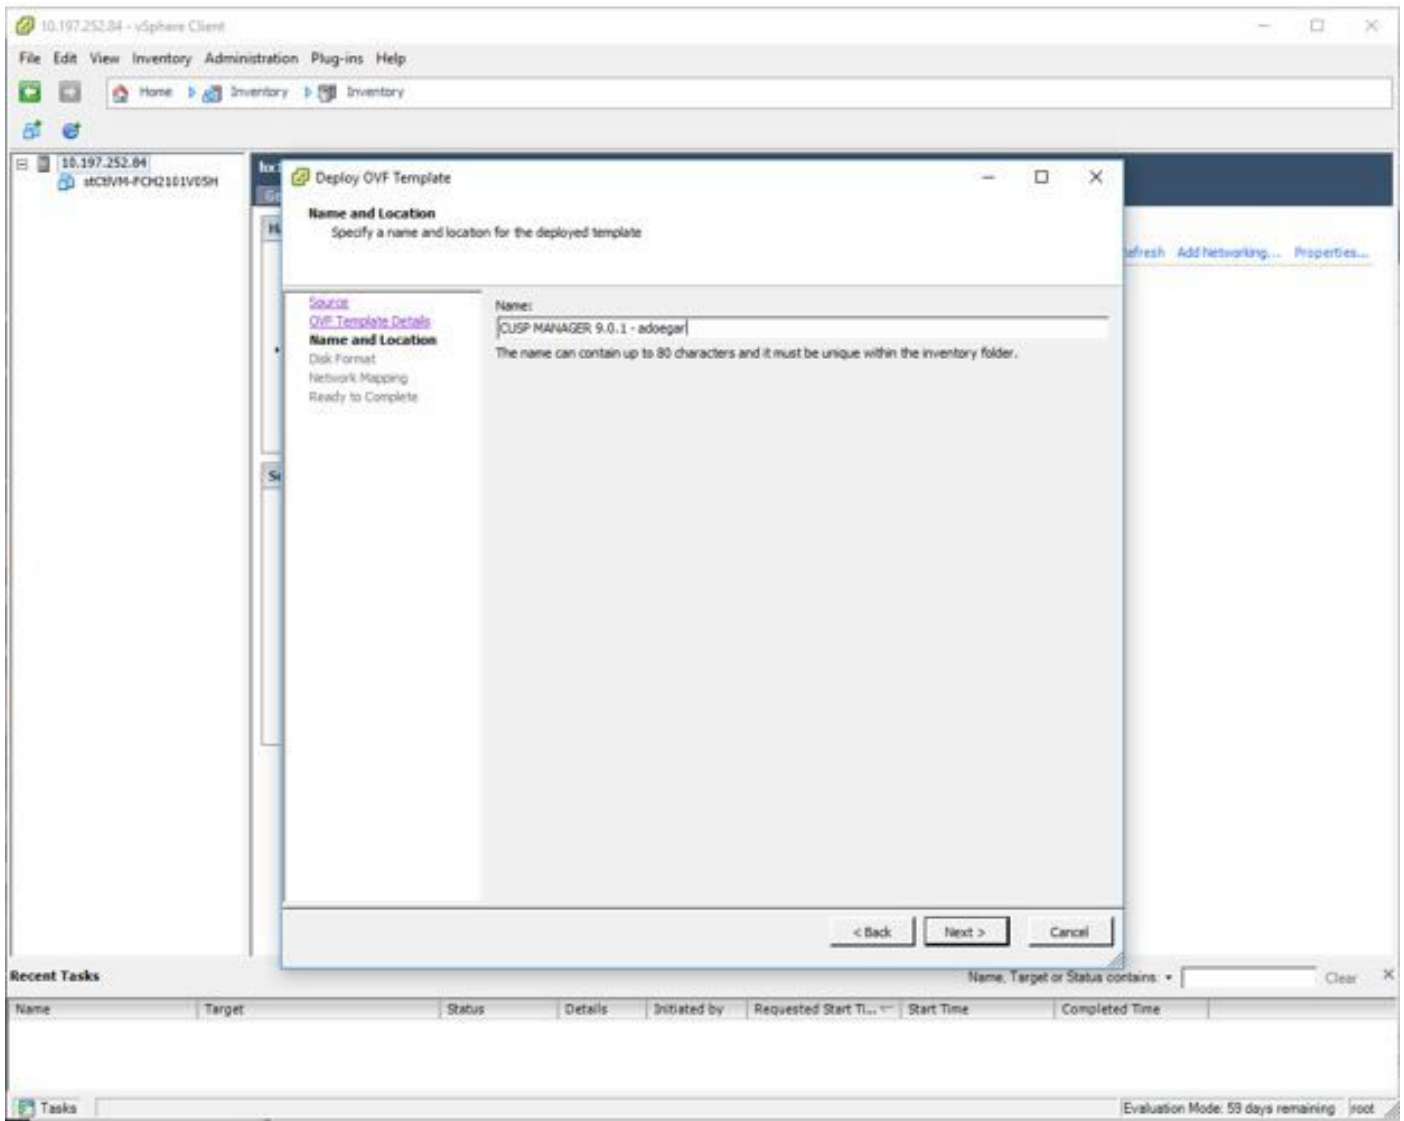 10.197.252.84 - vSphere Client
File Edit View Inventory Administration Plug-ins Help
Home Inventory Inventory
10.197.252.84
stCtlVM-FCH2101V0SH
Deploy OVF Template
Name and Location
Specify a name and location for the deployed template
Refresh Add Networking... Properties...
Source
OVF Template Details
Name and Location
Disk Format
Network Mapping
Ready to Complete
Name:
CUSP MANAGER 9.0.1 - adoegar
The name can contain up to 80 characters and it must be unique within the inventory folder.
< Back Next > Cancel
Recent Tasks
Name, Target or Status contains: Clear
Name Target Status Details Initiated by Requested Start Ti... Start Time Completed Time
Tasks
Evaluation Mode: 59 days remaining root